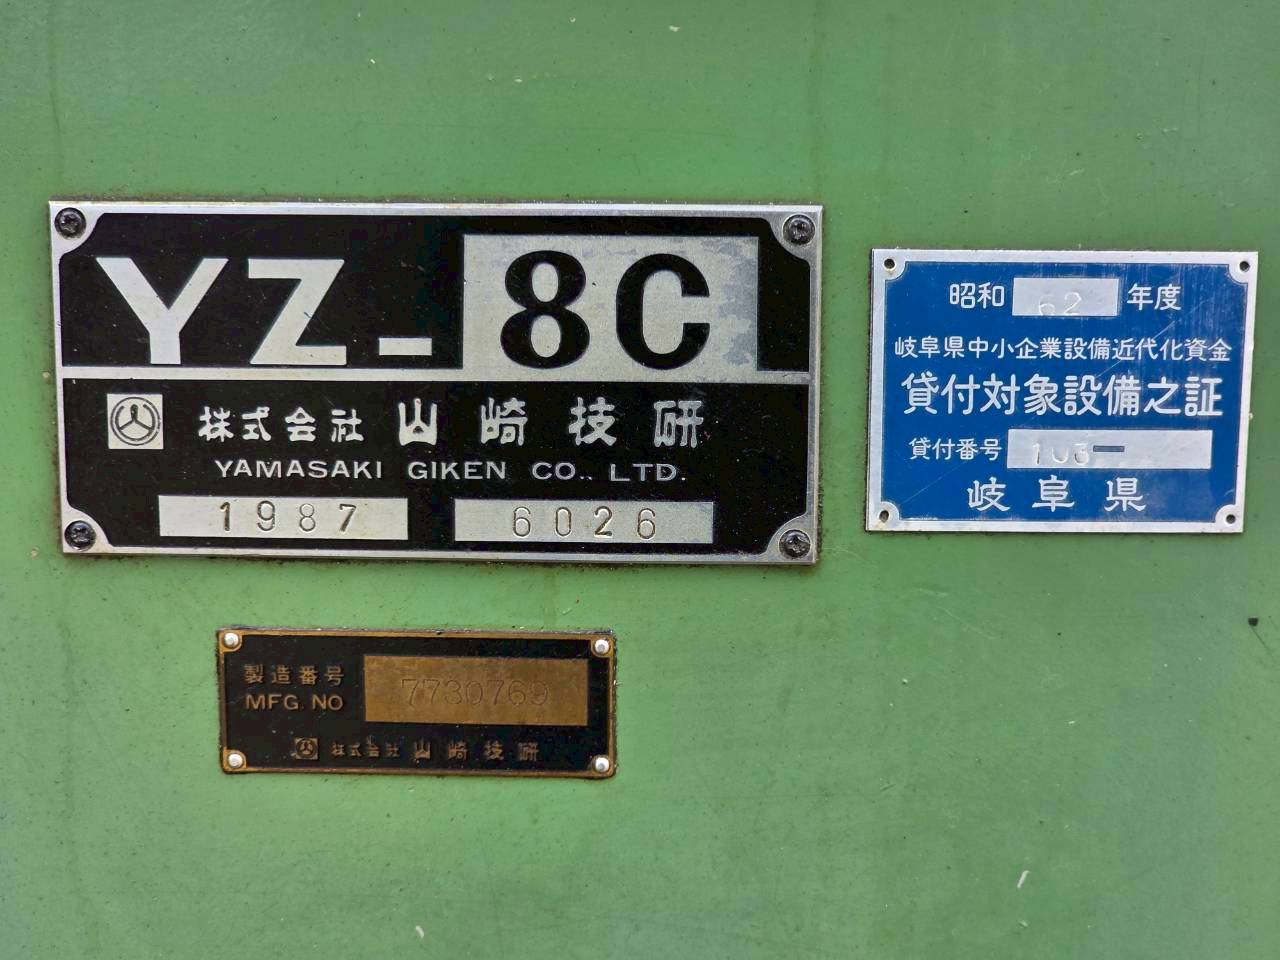 YZ-8C
株式会社 山崎技研
YAMASAKI GIKEN CO., LTD.
1987 6026
昭和 62 年度
岐阜県中小企業設備近代化資金
貸付対象設備之証
貸付番号 103-
岐阜県
製造番号
MFG. NO 7730769
株式会社 山崎技研